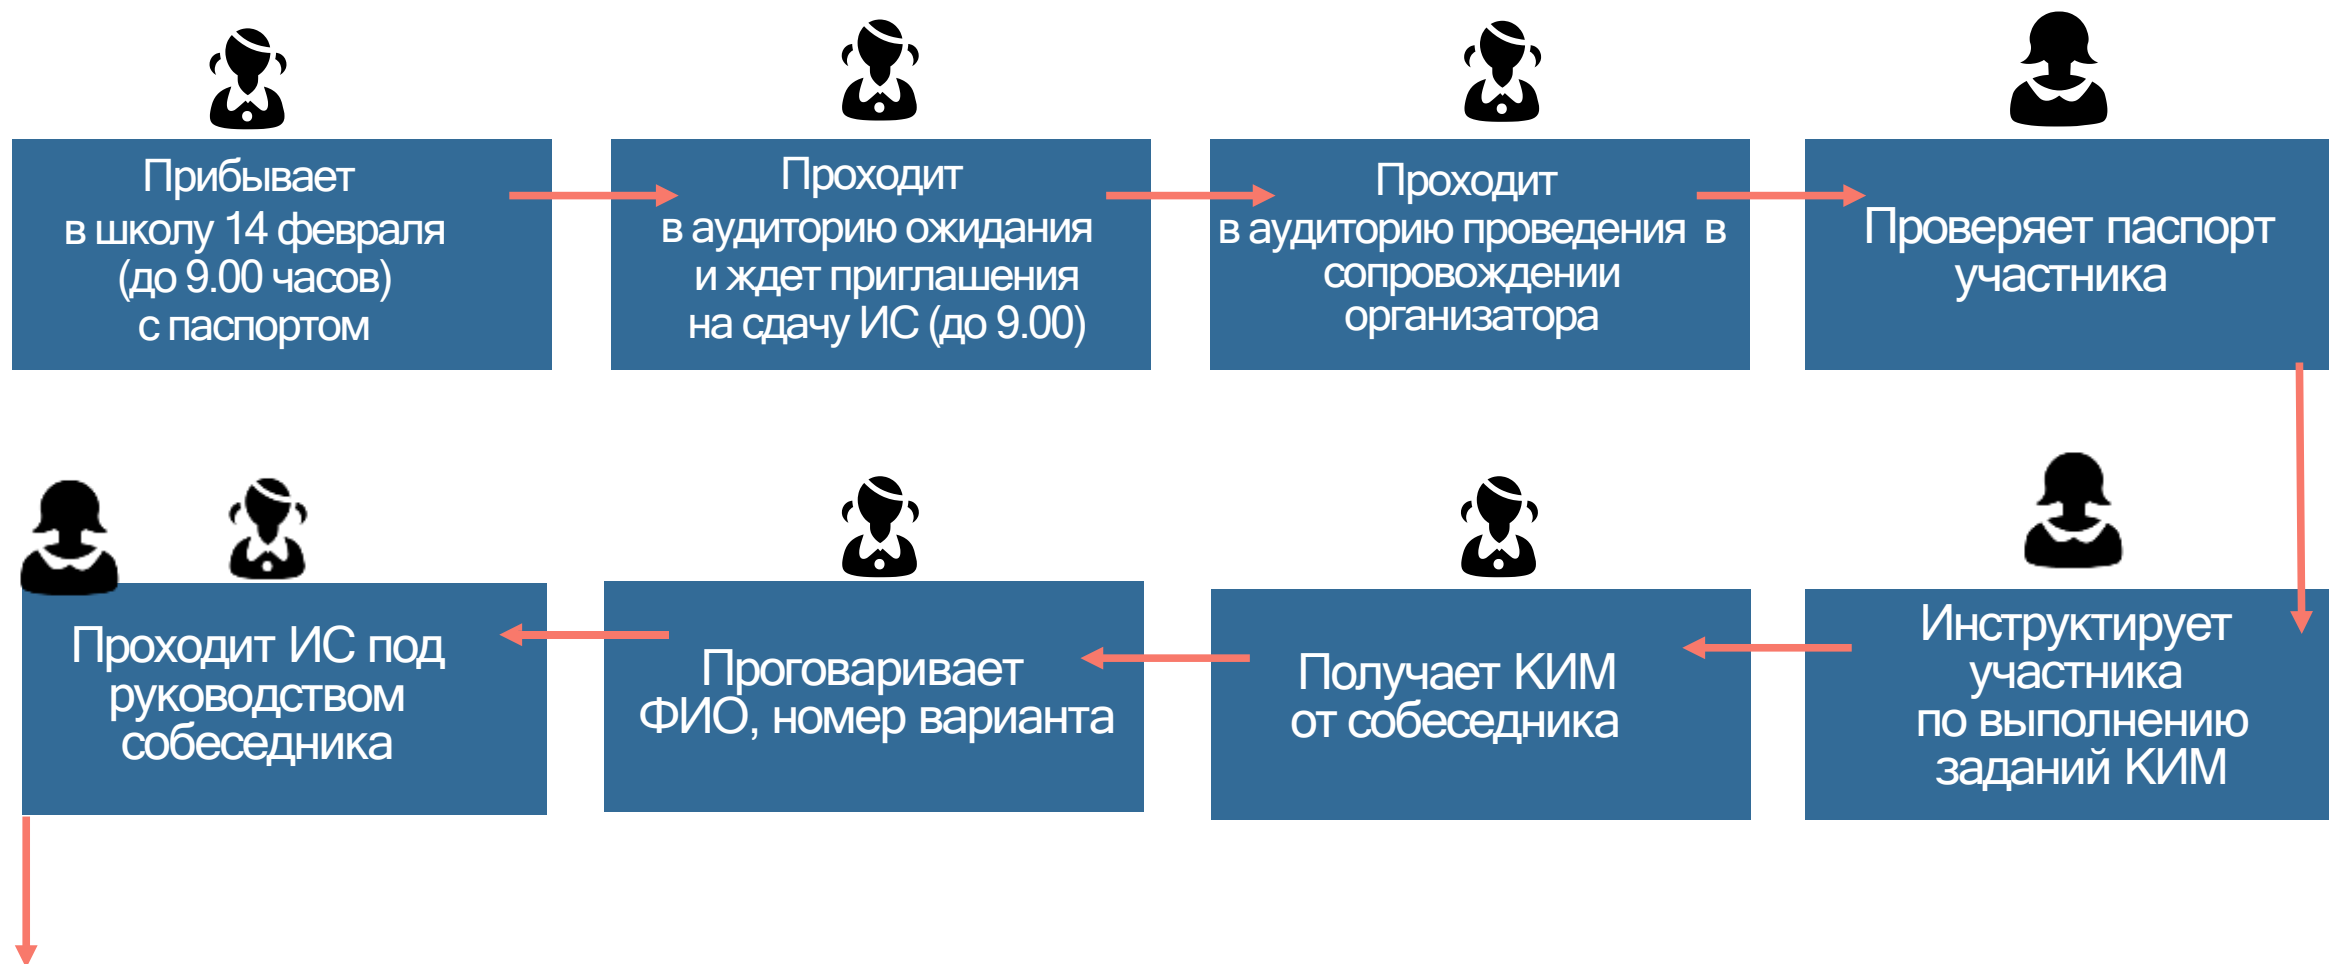 Прибывает
в школу 14 февраля
(до 9.00 часов)
с паспортом
Проходит
в аудиторию ожидания
и ждет приглашения
на сдачу ИС (до 9.00)
Проходит
в аудиторию проведения в
сопровождении
организатора
Проверяет паспорт
участника
Инструктирует
участника
по выполнению
заданий КИМ
Получает КИМ
от собеседника
Проговаривает
ФИО, номер варианта
Проходит ИС под
руководством
собеседника